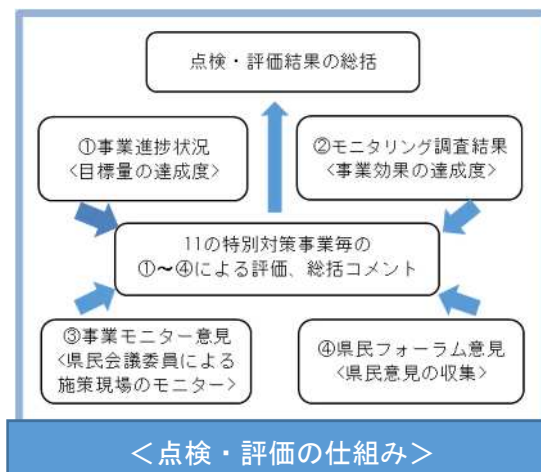 点検・評価結果の総括
①事業進捗状況
<目標量の達成度>
②モニタリング調査結果
<事業効果の達成度>
11の特別対策事業毎の
①～④による評価、総括コメント
③事業モニター意見
<県民会議委員による
施策現場のモニター>
④県民フォーラム意見
<県民意見の収集>
＜点検・評価の仕組み＞